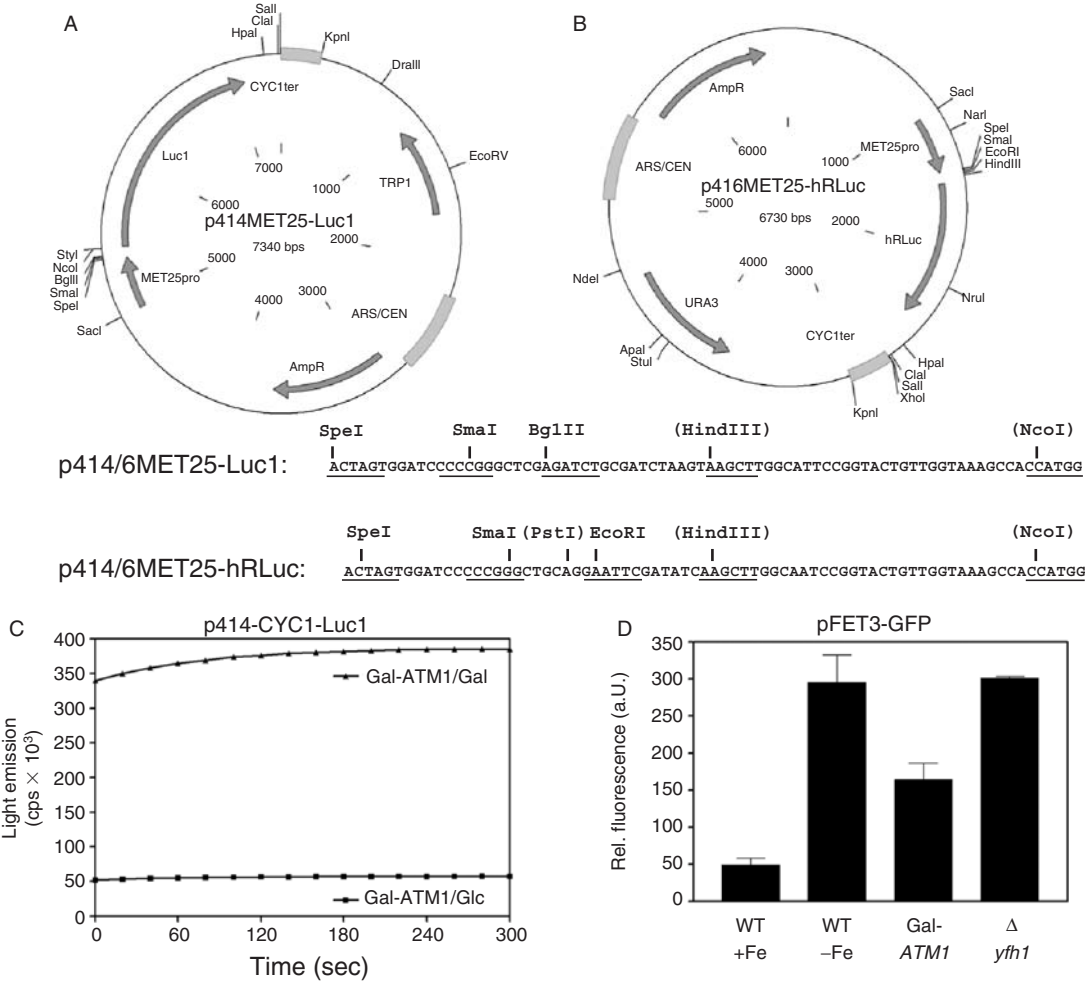 A
SalI
ClaI
HpaI
KpnI
DraIII
CYC1ter
Luc1
7000
1000
TRP1
EcoRV
6000
p414MET25-Luc1
2000
7340 bps
5000
StyI
NcoI
BglII
SmaI
SpeI
MET25pro
4000
3000
ARS/CEN
SacI
AmpR
B
AmpR
SacI
NarI
SpeI
SmaI
EcoRI
HindIII
6000
1000
MET25pro
ARS/CEN
p416MET25-hRLuc
5000
6730 bps
2000
hRLuc
4000
3000
NdeI
URA3
NruI
CYC1ter
ApaI
StuI
HpaI
ClaI
SalI
XhoI
KpnI
SpeI SmaI BglII (HindIII) (NcoI)
p414/6MET25-Luc1: ACTAGTGGATCCCCCGGGCTCGAGATCTGCGATCTAAGTAAGCTTGGCATTCCGGTACTGTTGGTAAAGCCACCATGG
SpeI SmaI (PstI) EcoRI (HindIII) (NcoI)
p414/6MET25-hRLuc: ACTAGTGGATCCCCCGGGCTGCAGGAATTCGATATCAAGCTTGGCAATCCGGTACTGTTGGTAAAGCCACCATGG
C
p414-CYC1-Luc1
400
350
300
250
200
150
100
50
0
Light emission
(cps × 10³)
Gal-ATM1/Gal
Gal-ATM1/Glc
0 60 120 180 240 300
Time (sec)
D
pFET3-GFP
350
300
250
200
150
100
50
0
Rel. fluorescence (a.U.)
WT WT Gal- Δ
+Fe −Fe ATM1 yfh1